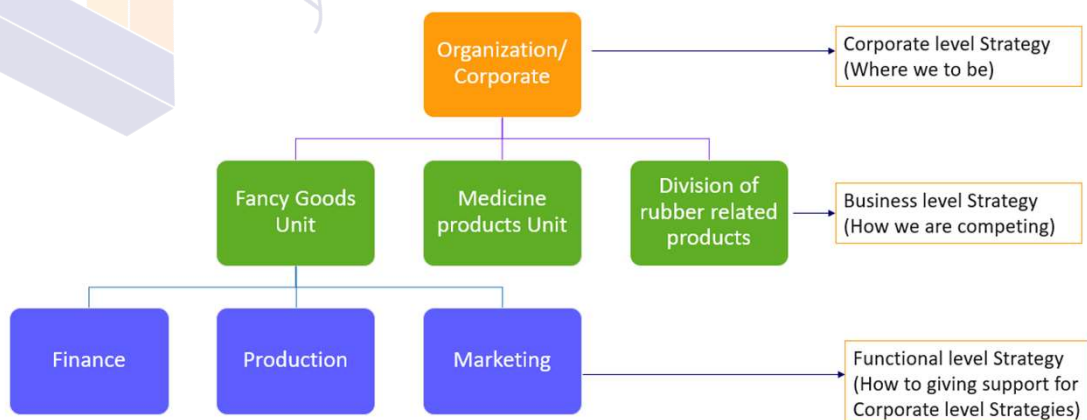 Organization/
Corporate
Corporate level Strategy
(Where we to be)
Fancy Goods
Unit
Medicine
products Unit
Division of
rubber related
products
Business level Strategy
(How we are competing)
Finance
Production
Marketing
Functional level Strategy
(How to giving support for
Corporate level Strategies)